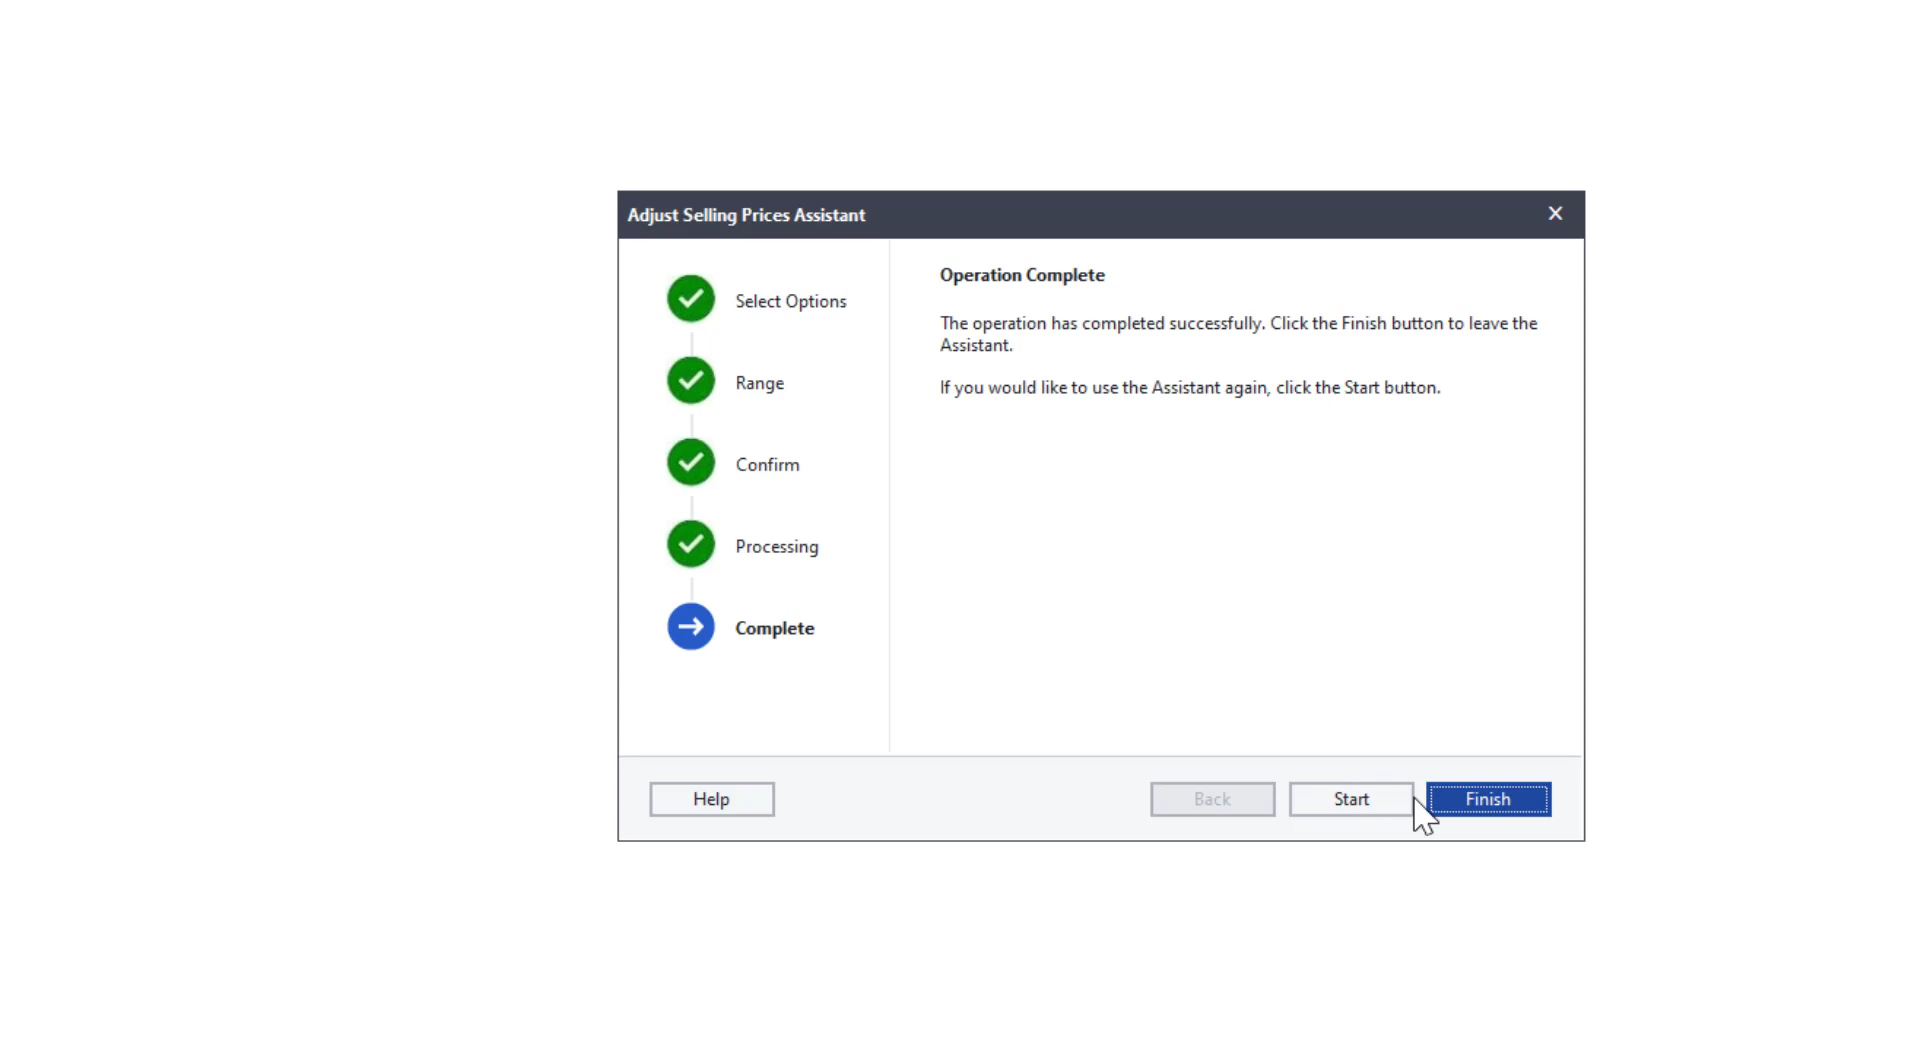 Adjust Selling Prices Assistant
Select Options
Range
Confirm
Processing
Complete
Operation Complete
The operation has completed successfully. Click the Finish button to leave the
Assistant.
If you would like to use the Assistant again, click the Start button.
Help
Back
Start
Finish